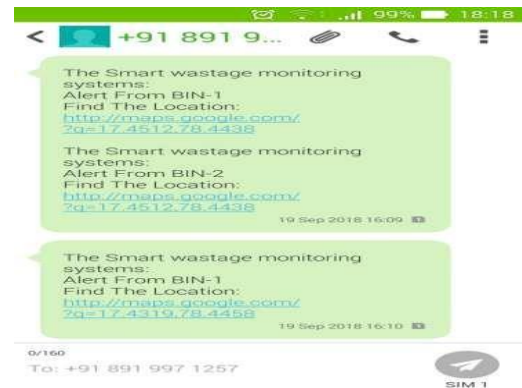 99% 18:18
+91 891 9...
The Smart wastage monitoring
systems:
Alert From BIN-1
Find The Location:
http://maps.google.com/
?q=17.4512,78.4438
The Smart wastage monitoring
systems:
Alert From BIN-2
Find The Location:
http://maps.google.com/
?q=17.4512,78.4438
19 Sep 2018 16:09
The Smart wastage monitoring
systems:
Alert From BIN-1
Find The Location:
http://maps.google.com/
?q=17.4319,78.4458
19 Sep 2018 16:10
0/160
To: +91 891 997 1257
SIM 1